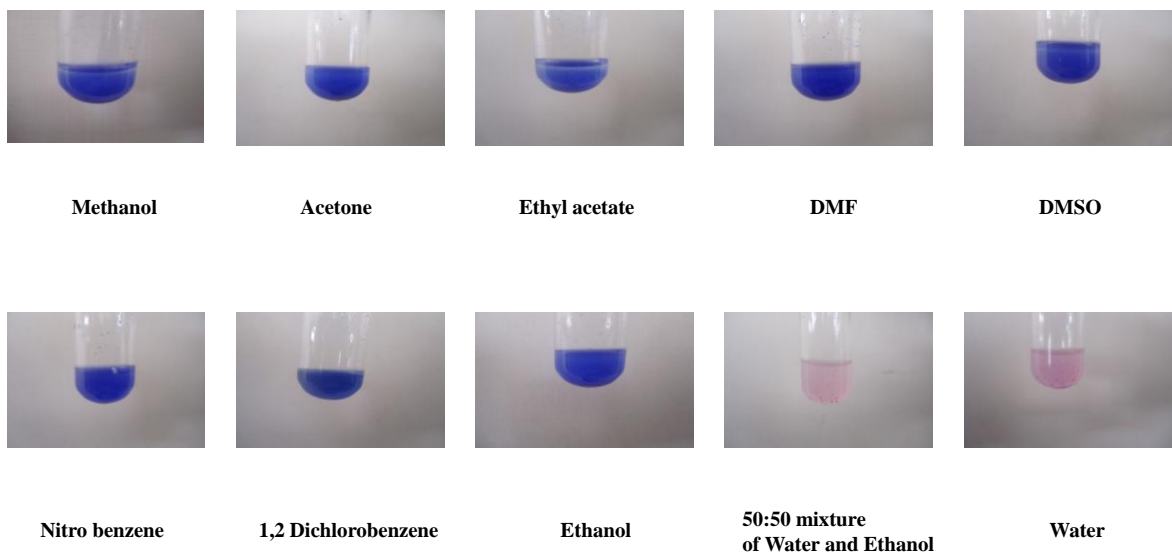 Methanol
Acetone
Ethyl acetate
DMF
DMSO
Nitro benzene
1,2 Dichlorobenzene
Ethanol
50:50 mixture
of Water and Ethanol
Water